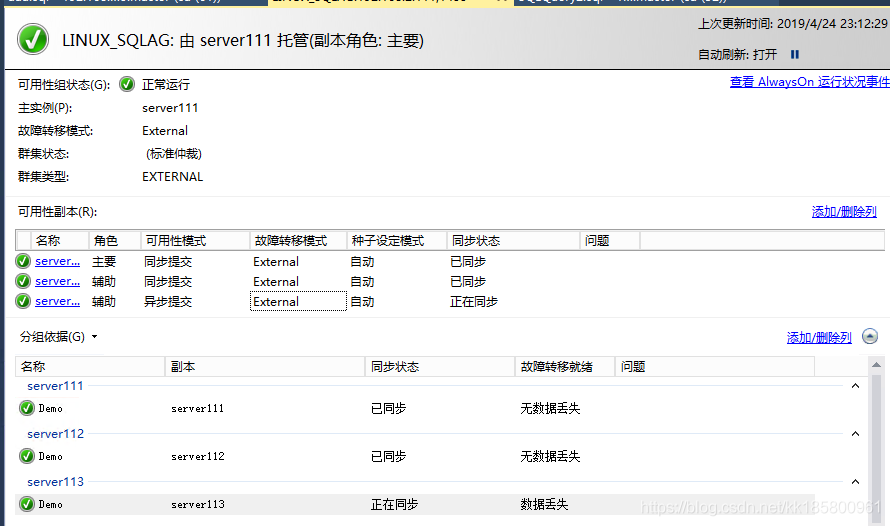 LINUX_SQLAG: 由 server111 托管(副本角色: 主要)
上次更新时间: 2019/4/24 23:12:29
自动刷新: 打开
可用性组状态(G): 正常运行
查看 AlwaysOn 运行状况事件
主实例(P): server111
故障转移模式: External
群集状态: (标准仲裁)
群集类型: EXTERNAL
可用性副本(R): 添加/删除列
名称 角色 可用性模式 故障转移模式 种子设定模式 同步状态 问题
server... 主要 同步提交 External 自动 已同步
server... 辅助 同步提交 External 自动 已同步
server... 辅助 异步提交 External 自动 正在同步
分组依据(G) 添加/删除列
名称 副本 同步状态 故障转移就绪 问题
server111
Demo server111 已同步 无数据丢失
server112
Demo server112 已同步 无数据丢失
server113
Demo server113 正在同步 数据丢失
https://blog.csdn.net/kk185800961